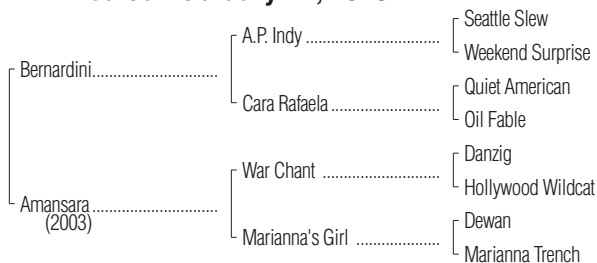 Seattle Slew
A.P. Indy ................................
Weekend Surprise
Bernardini..............................
Quiet American
Cara Rafaela ..........................
Oil Fable
Danzig
War Chant ............................
Hollywood Wildcat
Amansara ..............................
(2003)
Dewan
Marianna's Girl ....................
Marianna Trench